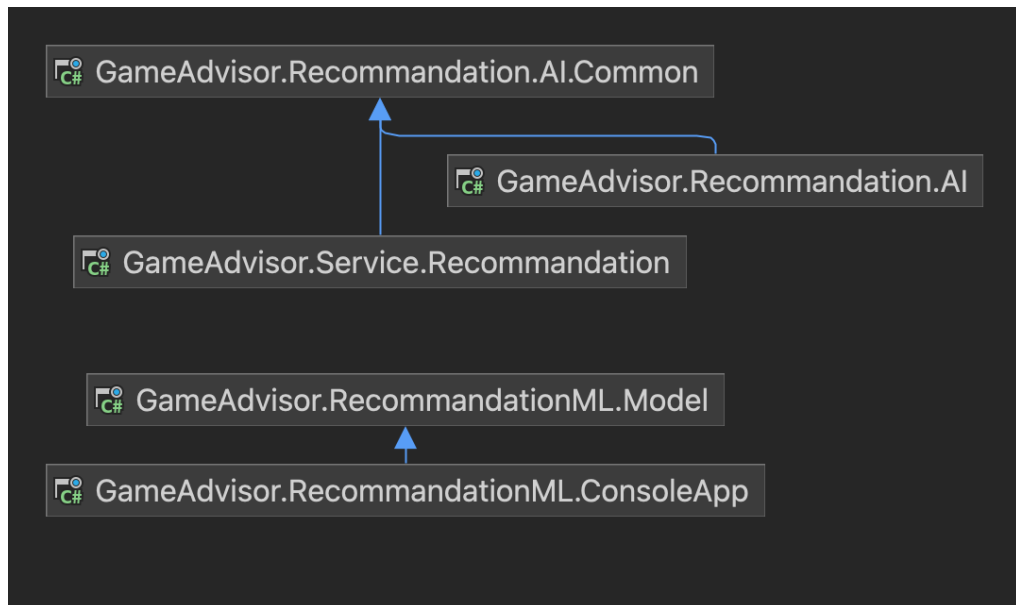 C# GameAdvisor.Recommandation.AI.Common
C# GameAdvisor.Recommandation.AI
C# GameAdvisor.Service.Recommandation
C# GameAdvisor.RecommandationML.Model
C# GameAdvisor.RecommandationML.ConsoleApp